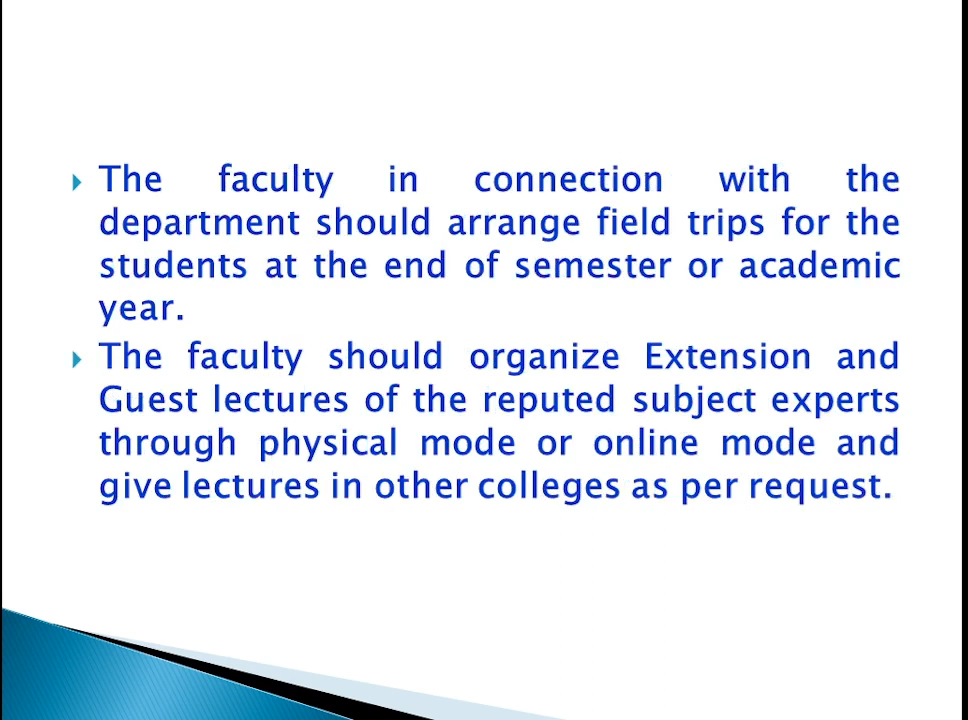 The faculty in connection with the
department should arrange field trips for the
students at the end of semester or academic
year.
The faculty should organize Extension and
Guest lectures of the reputed subject experts
through physical mode or online mode and
give lectures in other colleges as per request.